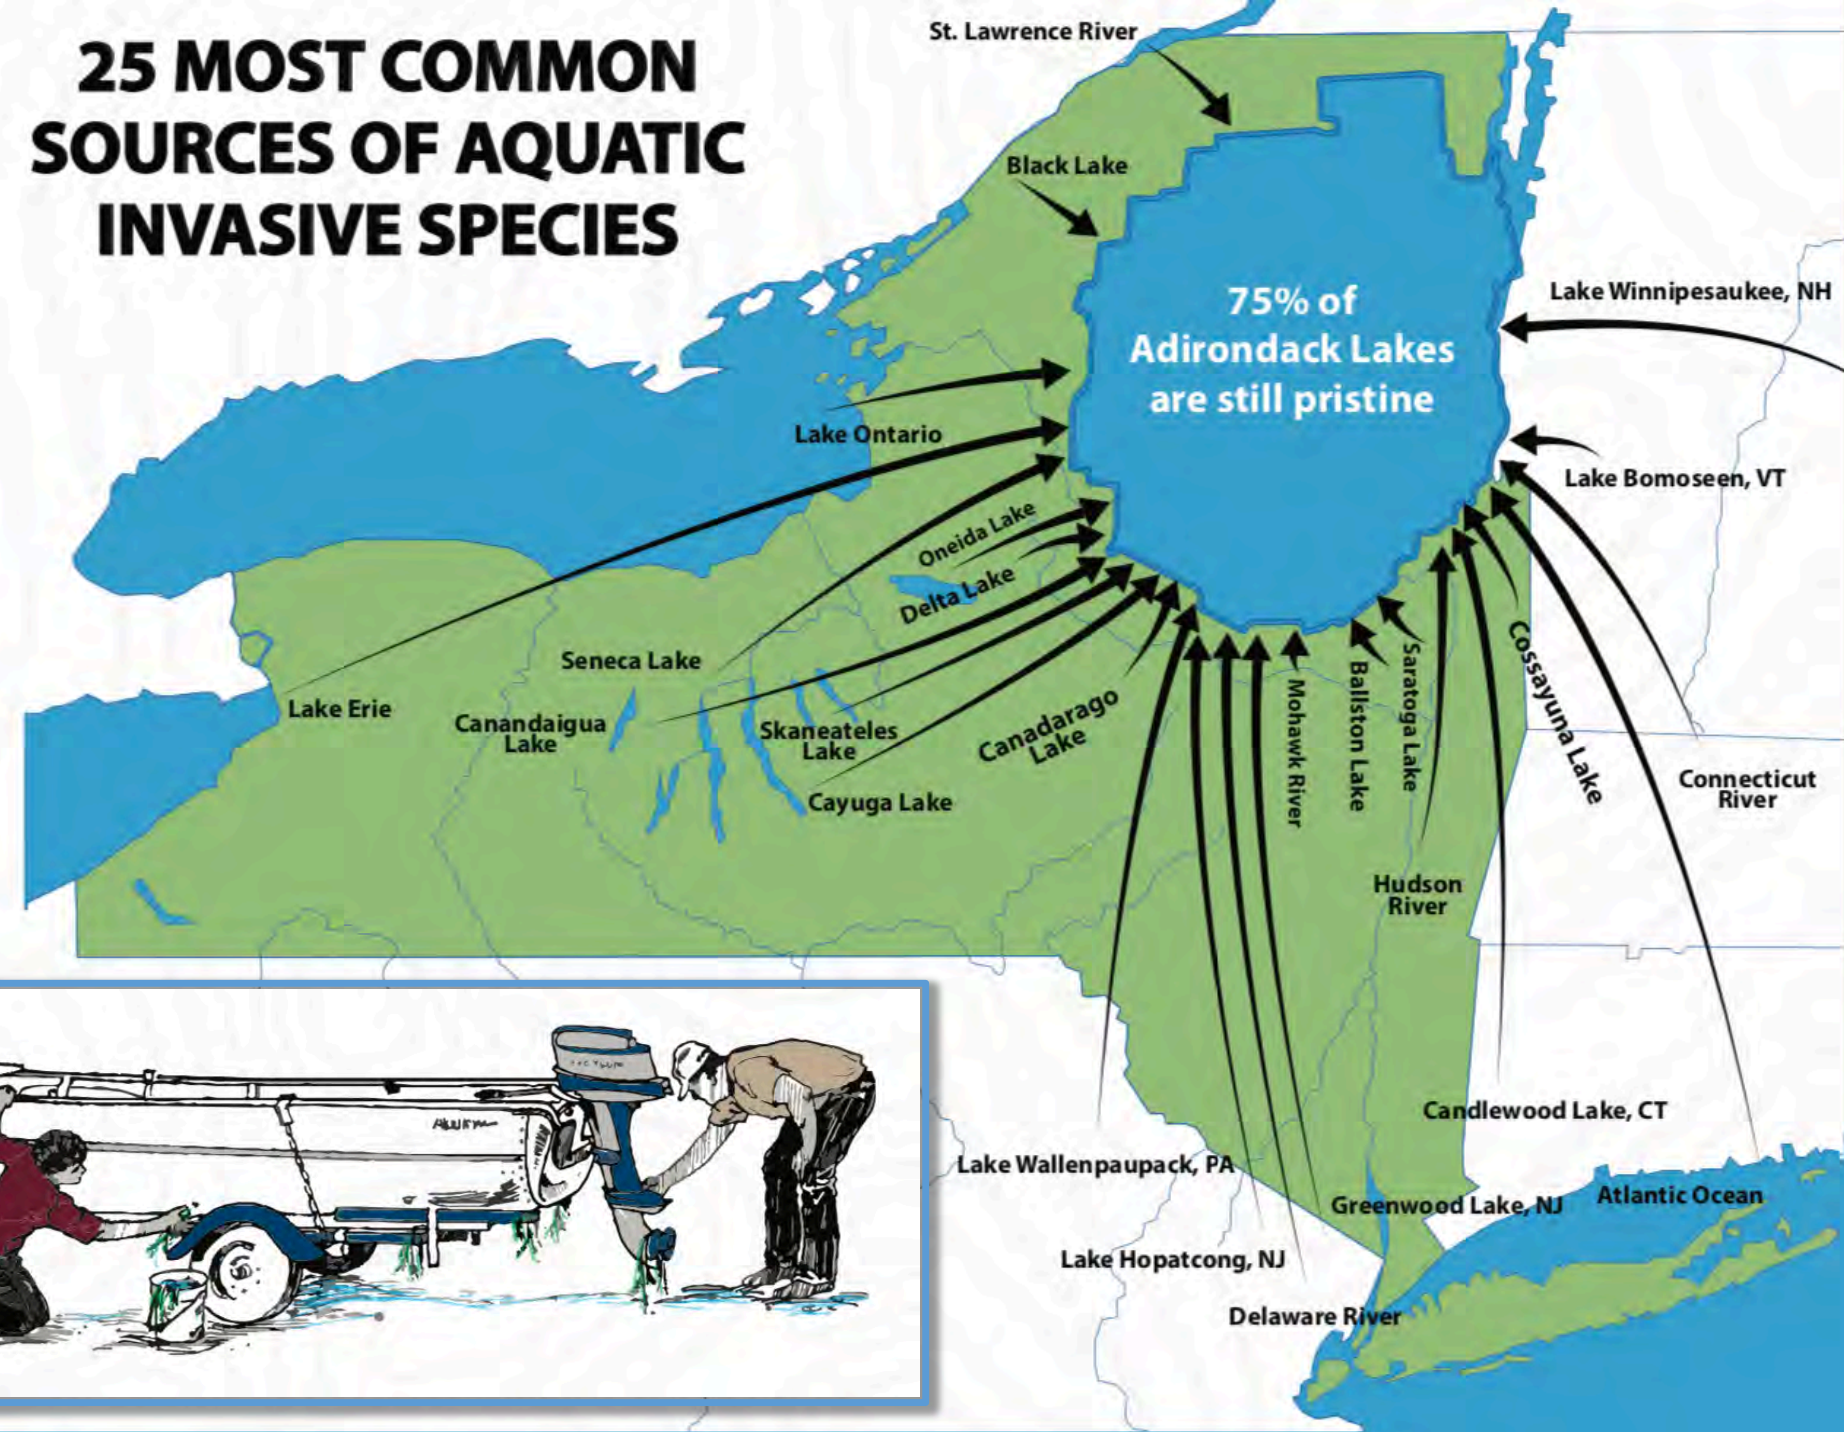 25 MOST COMMON
SOURCES OF AQUATIC
INVASIVE SPECIES
St. Lawrence River
Black Lake
75% of
Adirondack Lakes
are still pristine
Lake Winnipesaukee, NH
Lake Ontario
Lake Bomoseen, VT
Oneida Lake
Delta Lake
Seneca Lake
Lake Erie
Canandaigua
Lake
Skaneateles
Lake
Cayuga Lake
Canadarago
Lake
Mohawk River
Ballston Lake
Saratoga Lake
Cossayuna Lake
Connecticut
River
Hudson
River
Candlewood Lake, CT
Lake Wallenpaupack, PA
Greenwood Lake, NJ
Atlantic Ocean
Lake Hopatcong, NJ
Delaware River